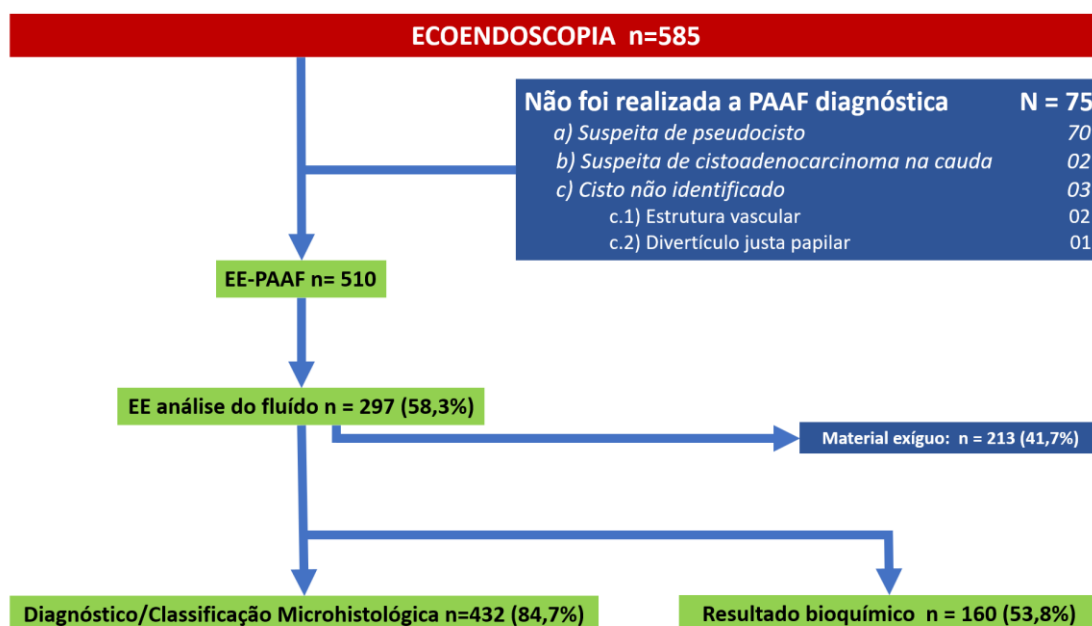 ECOENDOSCOPIA n=585
Não foi realizada a PAAF diagnóstica N = 75
a) Suspeita de pseudocisto 70
b) Suspeita de cistoadenocarcinoma na cauda 02
c) Cisto não identificado 03
c.1) Estrutura vascular 02
c.2) Divertículo justa papilar 01
EE-PAAF n= 510
EE análise do fluído n = 297 (58,3%)
Material exíguo: n = 213 (41,7%)
Diagnóstico/Classificação Microhistológica n=432 (84,7%)
Resultado bioquímico n = 160 (53,8%)